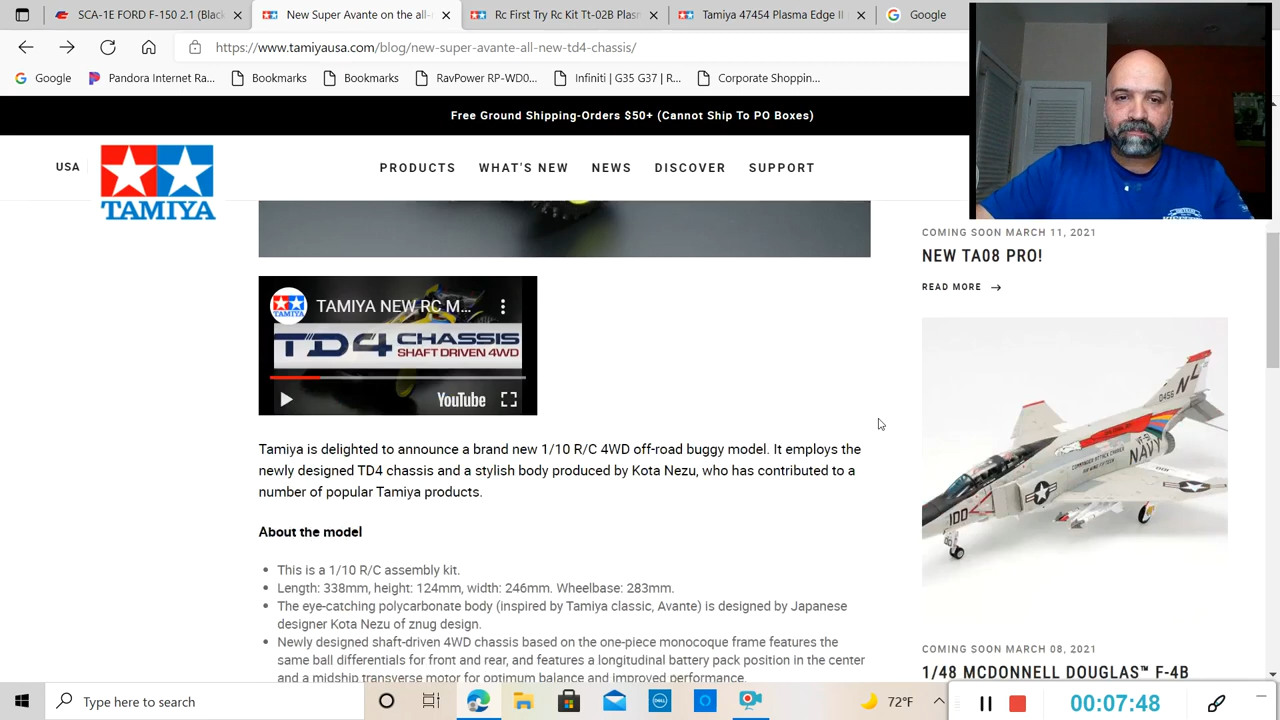 SCA-1E FORD F-150 2.1 (Black
New Super Avante on the all-
Rc First Try Rc Kit Tt-02B Plasm
Tamiya 47454 Plasma Edge II
Google
https://www.tamiyausa.com/blog/new-super-avante-all-new-td4-chassis/
Google
Pandora Internet Ra...
Bookmarks
Bookmarks
RavPower RP-WD0...
Infiniti | G35 G37 | R...
Corporate Shoppin...
Free Ground Shipping-Orders $50+ (Cannot Ship To PO Boxes)
USA
TAMIYA
PRODUCTS
WHAT'S NEW
NEWS
DISCOVER
SUPPORT
TAMIYA NEW RC M...
TD4 CHASSIS
SHAFT DRIVEN 4WD
YouTube
Tamiya is delighted to announce a brand new 1/10 R/C 4WD off-road buggy model. It employs the
newly designed TD4 chassis and a stylish body produced by Kota Nezu, who has contributed to a
number of popular Tamiya products.
About the model
This is a 1/10 R/C assembly kit.
Length: 338mm, height: 124mm, width: 246mm. Wheelbase: 283mm.
The eye-catching polycarbonate body (inspired by Tamiya classic, Avante) is designed by Japanese
designer Kota Nezu of znug design.
Newly designed shaft-driven 4WD chassis based on the one-piece monocoque frame features the
same ball differentials for front and rear, and features a longitudinal battery pack position in the center
and a midship transverse motor for optimum balance and improved performance.
COMING SOON MARCH 11, 2021
NEW TA08 PRO!
READ MORE
NL
0456
NAVY
100
COMING SOON MARCH 08, 2021
1/48 MCDONNELL DOUGLAS™ F-4B
Type here to search
72°F
00:07:48